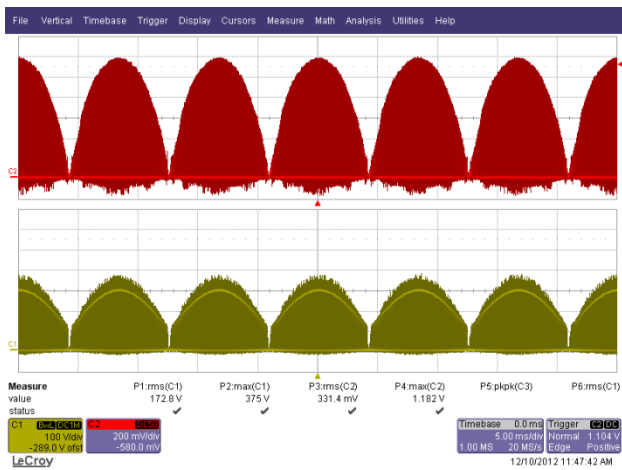 File Vertical Timebase Trigger Display Cursors Measure Math Analysis Utilities Help
C2
C1
Measure P1:rms(C1) P2:max(C1) P3:rms(C2) P4:max(C2) P5:pkpk(C3) P6:rms(C1)
value 172.8 V 375 V 331.4 mV 1.182 V
status
C1 BwL DC1M C2 DC50 Timebase 0.0 ms Trigger C2 DC
100 V/div 200 mV/div 5.00 ms/div Normal 1.104 V
-289.0 V ofst -580.0 mV 1.00 MS 20 MS/s Edge Positive
LeCroy 12/10/2012 11:47:42 AM